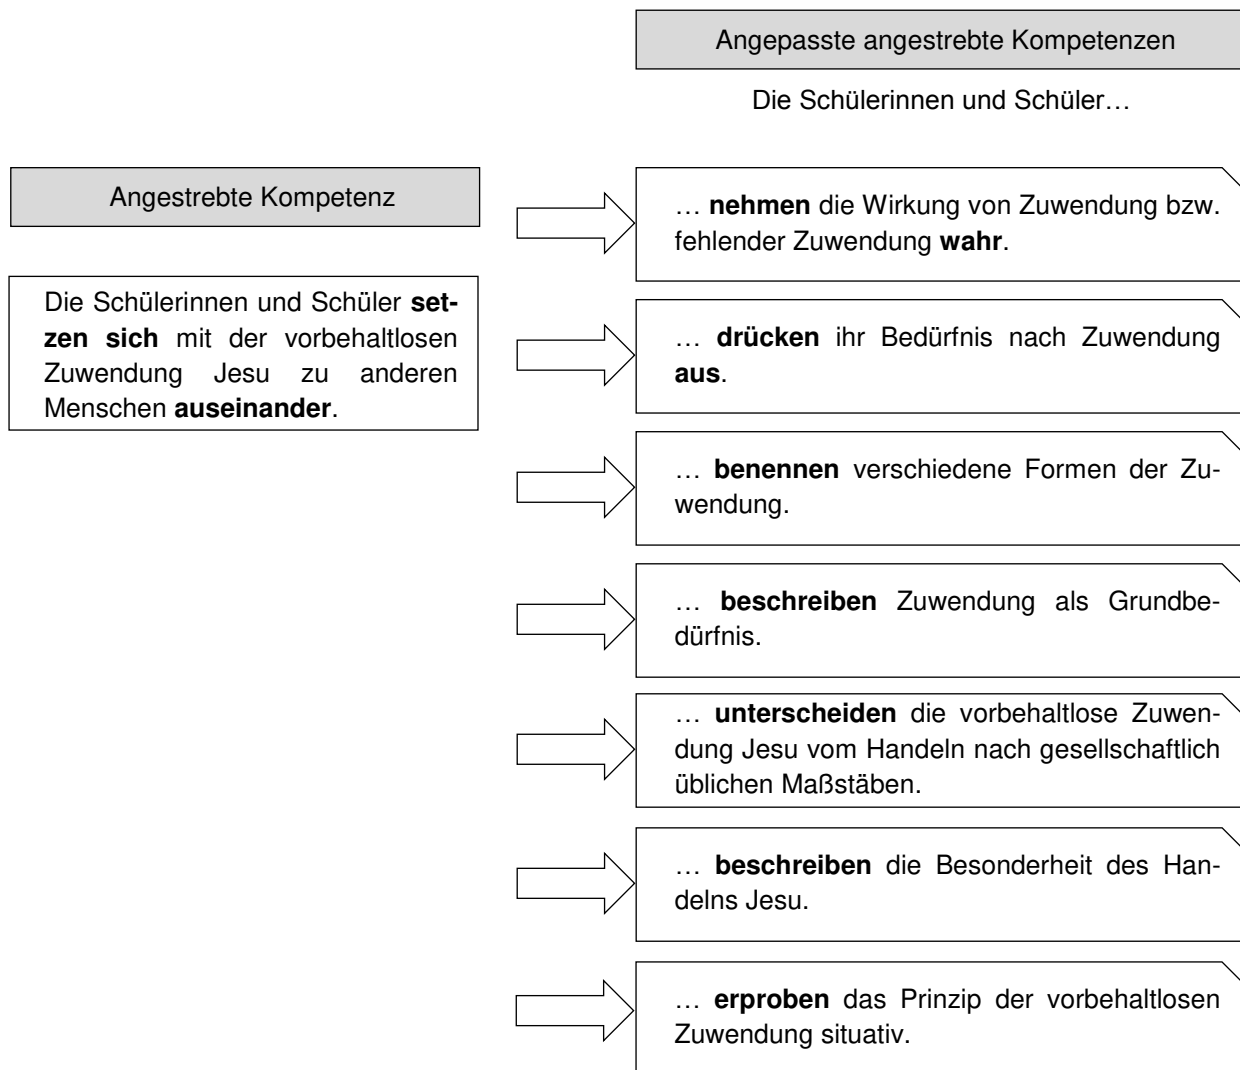 Angepasste angestrebte Kompetenzen
Die Schülerinnen und Schüler…
Angestrebte Kompetenz
Die Schülerinnen und Schüler set-
zen sich mit der vorbehaltlosen
Zuwendung Jesu zu anderen
Menschen auseinander.
… nehmen die Wirkung von Zuwendung bzw.
fehlender Zuwendung wahr.
… drücken ihr Bedürfnis nach Zuwendung
aus.
… benennen verschiedene Formen der Zu-
wendung.
… beschreiben Zuwendung als Grundbe-
dürfnis.
… unterscheiden die vorbehaltlose Zuwen-
dung Jesu vom Handeln nach gesellschaftlich
üblichen Maßstäben.
… beschreiben die Besonderheit des Han-
delns Jesu.
… erproben das Prinzip der vorbehaltlosen
Zuwendung situativ.